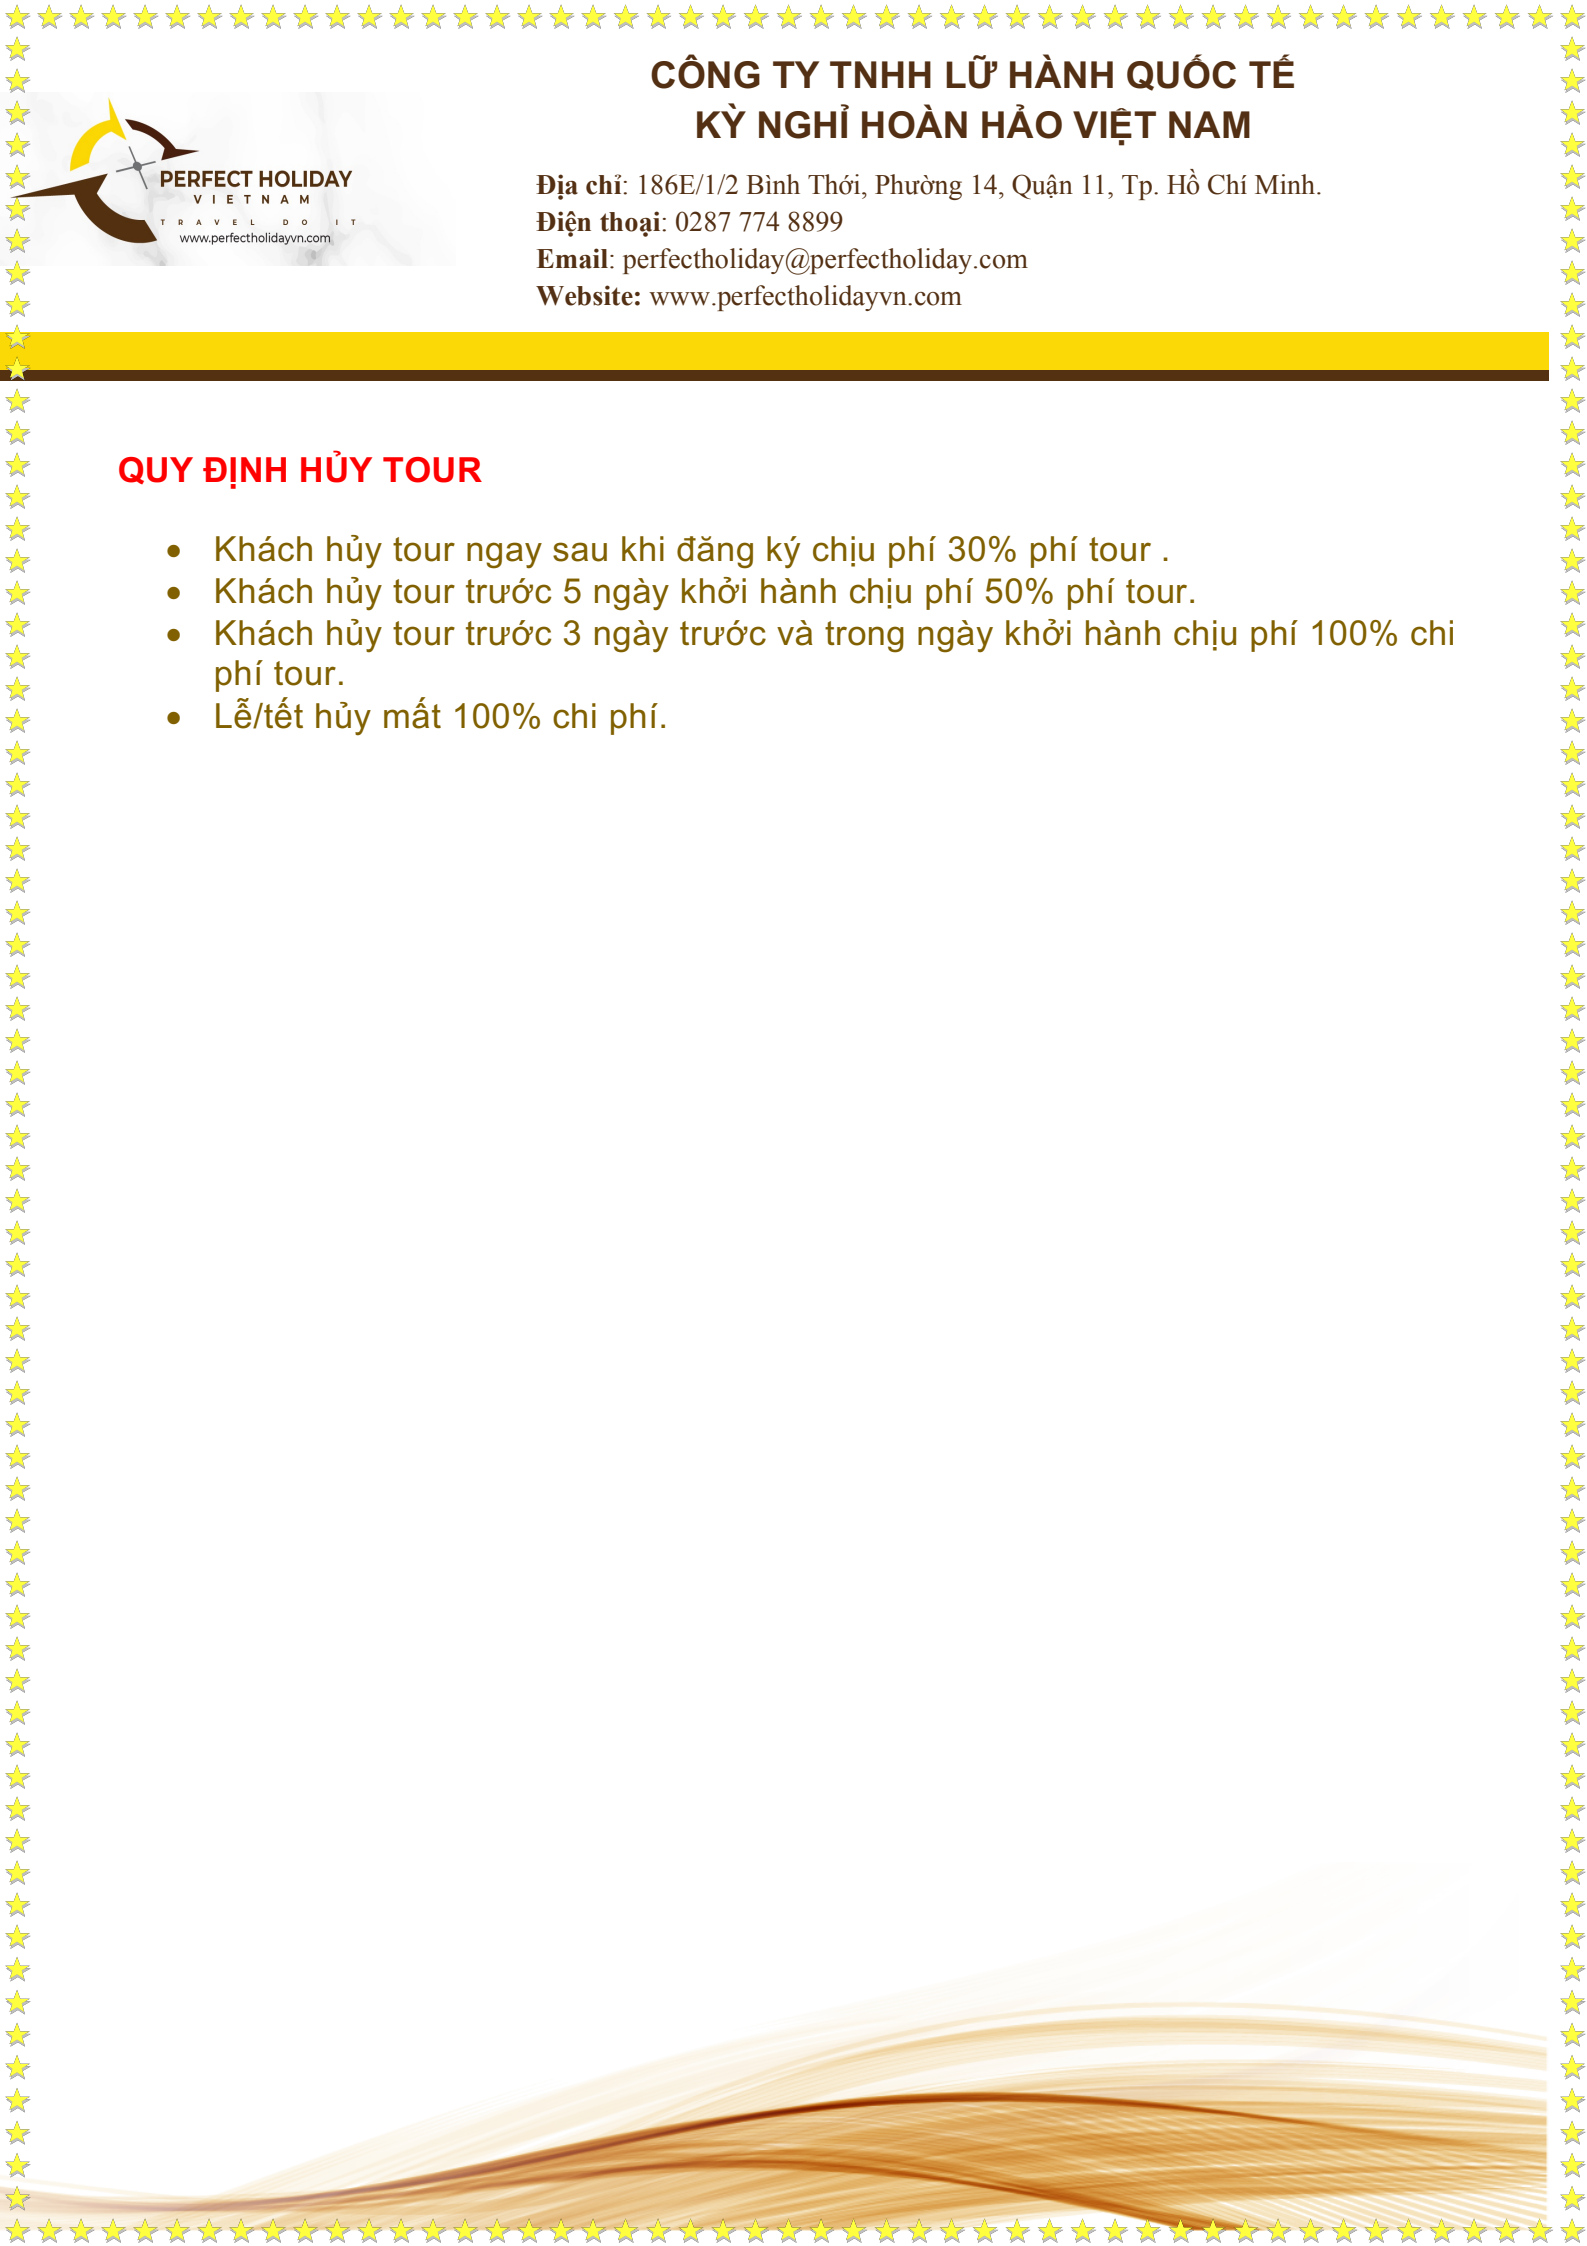 CÔNG TY TNHH LỮ HÀNH QUỐC TẾ
KỲ NGHỈ HOÀN HẢO VIỆT NAM
PERFECT HOLIDAY
VIETNAM
TRAVEL DO IT
www.perfectholidayvn.com
Địa chỉ: 186E/1/2 Bình Thới, Phường 14, Quận 11, Tp. Hồ Chí Minh.
Điện thoại: 0287 774 8899
Email: perfectholiday@perfectholiday.com
Website: www.perfectholidayvn.com
QUY ĐỊNH HỦY TOUR
• Khách hủy tour ngay sau khi đăng ký chịu phí 30% phí tour .
• Khách hủy tour trước 5 ngày khởi hành chịu phí 50% phí tour.
• Khách hủy tour trước 3 ngày trước và trong ngày khởi hành chịu phí 100% chi
phí tour.
• Lễ/tết hủy mất 100% chi phí.